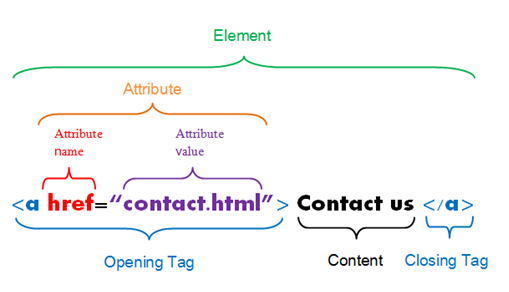 Element
Attribute
Attribute name
Attribute value
<a href=“contact.html”> Contact us </a>
Opening Tag
Content
Closing Tag